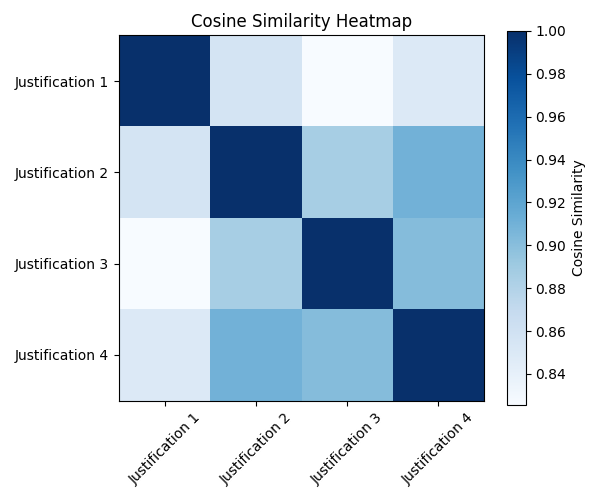 Cosine Similarity Heatmap
Justification 1
Justification 2
Justification 3
Justification 4
Justification 1
Justification 2
Justification 3
Justification 4
1.00
0.98
0.96
0.94
0.92
0.90
0.88
0.86
0.84
Cosine Similarity